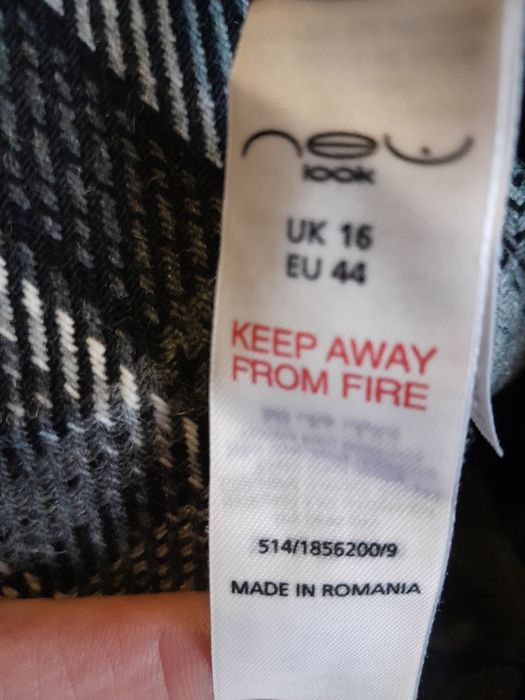 new
look
UK 16
EU 44
KEEP AWAY
FROM FIRE
514/1856200/9
MADE IN ROMANIA